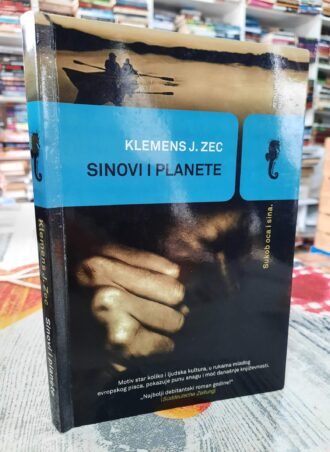 KLEMENS J. ZEC
SINOVI I PLANETE
Sukob oca i sina.
Motiv star koliko i ljudska kultura, u rukama mladog
evropskog pisca, pokazuje punu snagu i moć današnje književnosti.
„Najbolji debitantski roman godine!“
(Süddeutsche Zeitung)
Klemens J. Zec
Sinovi i planete